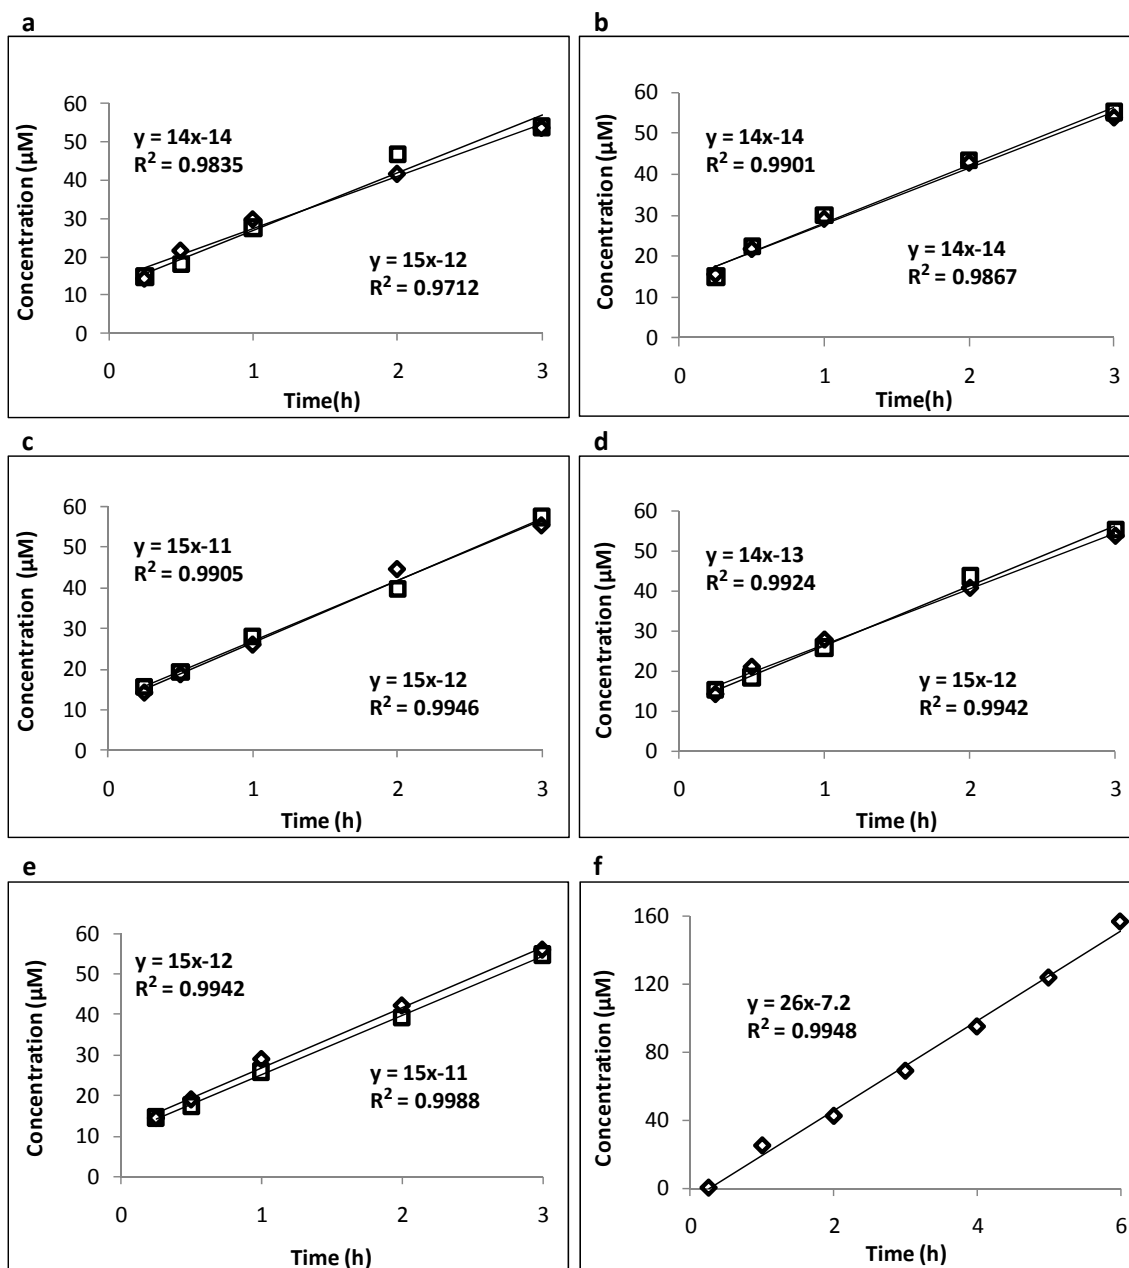 a
Concentration (µM)
60
50
40
30
20
10
0
y = 14x-14
R² = 0.9835
y = 15x-12
R² = 0.9712
0 1 2 3
Time(h)
b
Concentration (µM)
60
50
40
30
20
10
0
y = 14x-14
R² = 0.9901
y = 14x-14
R² = 0.9867
0 1 2 3
Time(h)
c
Concentration (µM)
60
50
40
30
20
10
0
y = 15x-11
R² = 0.9905
y = 15x-12
R² = 0.9946
0 1 2 3
Time (h)
d
Concentration (µM)
60
50
40
30
20
10
0
y = 14x-13
R² = 0.9924
y = 15x-12
R² = 0.9942
0 1 2 3
Time (h)
e
Concentration (µM)
60
50
40
30
20
10
0
y = 15x-12
R² = 0.9942
y = 15x-11
R² = 0.9988
0 1 2 3
Time (h)
f
Concentration (µM)
160
120
80
40
0
y = 26x-7.2
R² = 0.9948
0 2 4 6
Time (h)